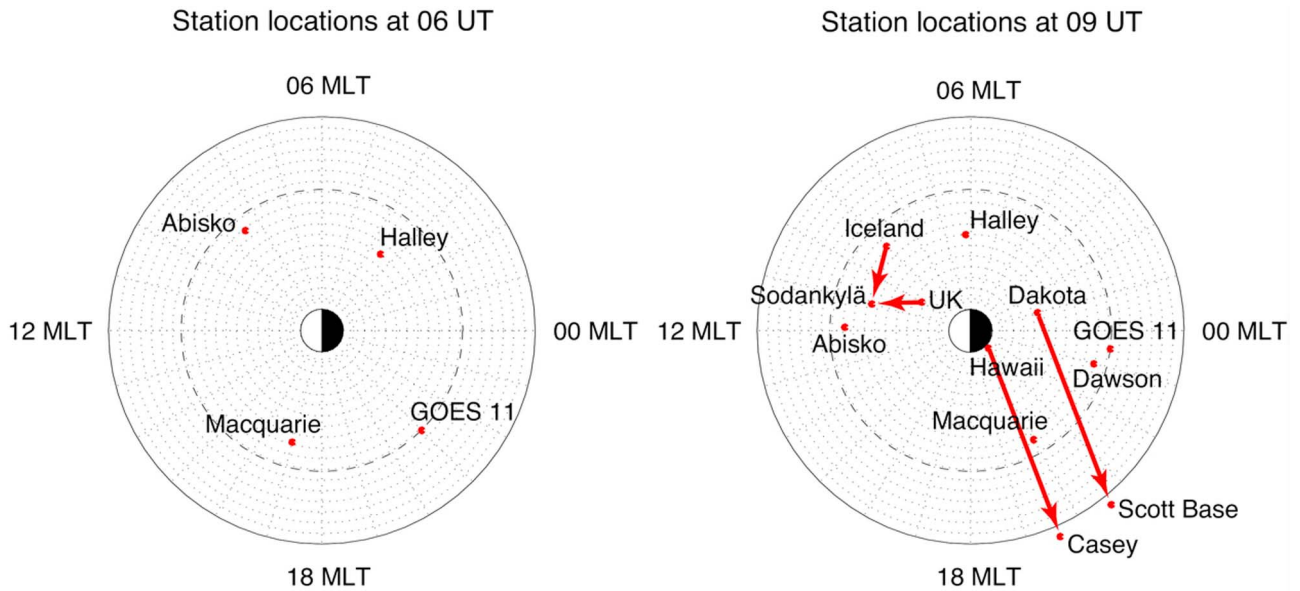 Station locations at 06 UT
06 MLT
Abisko
Halley
12 MLT
00 MLT
Macquarie
GOES 11
18 MLT
Station locations at 09 UT
06 MLT
Iceland
Halley
Sodankylä
UK
Dakota
12 MLT
GOES 11
00 MLT
Abisko
Hawaii
Dawson
Macquarie
Scott Base
Casey
18 MLT